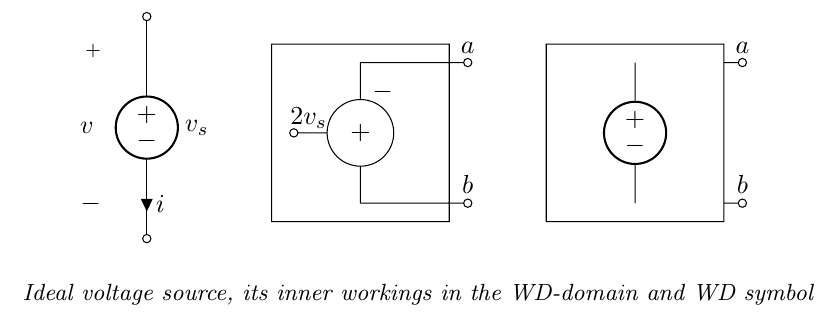 +
v
−
+
−
v_s
i
2v_s
−
+
a
b
+
−
a
b
Ideal voltage source, its inner workings in the WD-domain and WD symbol